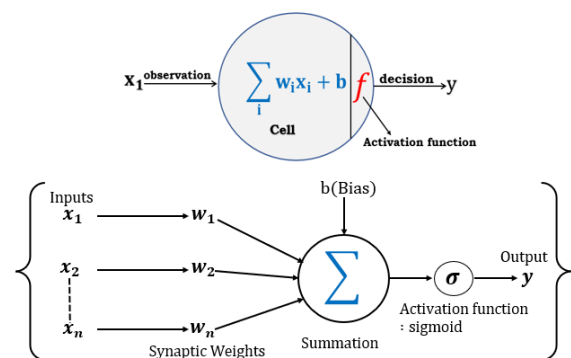 x₁ observation ∑ᵢ wᵢxᵢ + b f decision y
Cell
Activation function
b(Bias)
Inputs
x₁ w₁
Output
x₂ w₂ ∑ σ y
Activation function
: sigmoid
xₙ wₙ
Synaptic Weights Summation